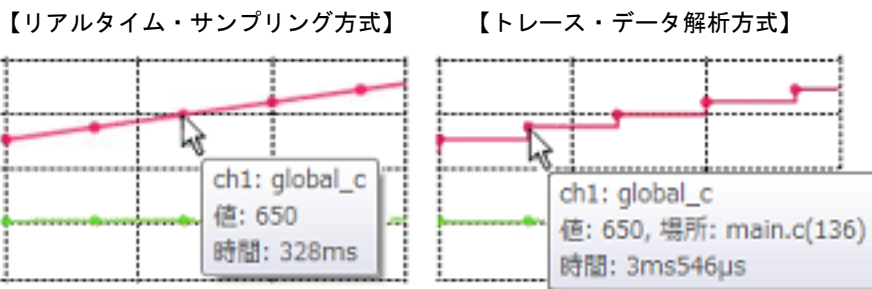 【リアルタイム・サンプリング方式】
【トレース・データ解析方式】
ch1: global_c
値: 650
時間: 328ms
ch1: global_c
値: 650, 場所: main.c(136)
時間: 3ms546μs